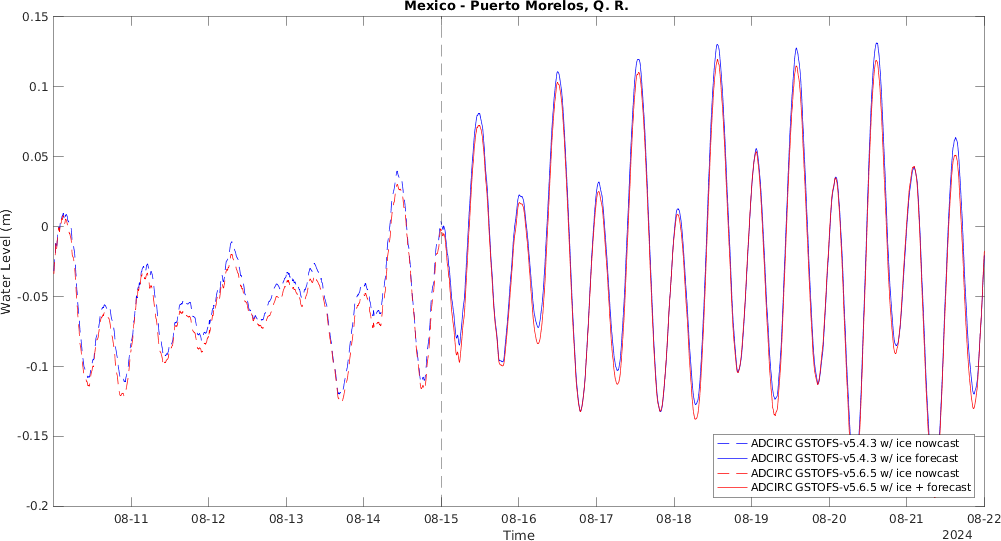 Mexico - Puerto Morelos, Q. R.
0.15
0.1
0.05
0
-0.05
-0.1
-0.15
-0.2
Water Level (m)
ADCIRC GSTOFS-v5.4.3 w/ ice nowcast
ADCIRC GSTOFS-v5.4.3 w/ ice forecast
ADCIRC GSTOFS-v5.6.5 w/ ice nowcast
ADCIRC GSTOFS-v5.6.5 w/ ice + forecast
08-11 08-12 08-13 08-14 08-15 08-16 08-17 08-18 08-19 08-20 08-21 08-22
Time
2024